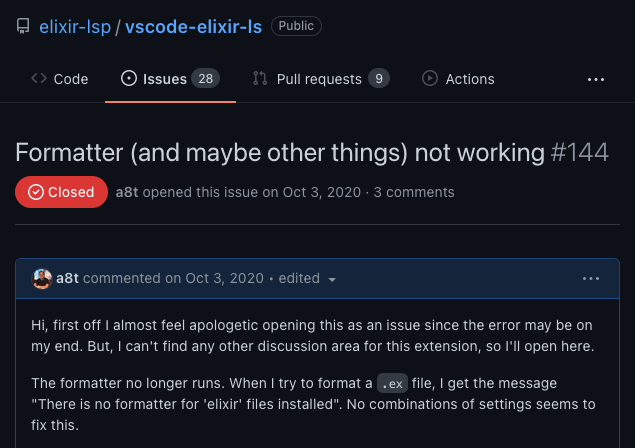 elixir-lsp / vscode-elixir-ls Public
Code Issues 28 Pull requests 9 Actions ...
Formatter (and maybe other things) not working #144
Closed a8t opened this issue on Oct 3, 2020 · 3 comments
a8t commented on Oct 3, 2020 • edited ...
Hi, first off I almost feel apologetic opening this as an issue since the error may be on
my end. But, I can't find any other discussion area for this extension, so I'll open here.
The formatter no longer runs. When I try to format a .ex file, I get the message
"There is no formatter for 'elixir' files installed". No combinations of settings seems to
fix this.